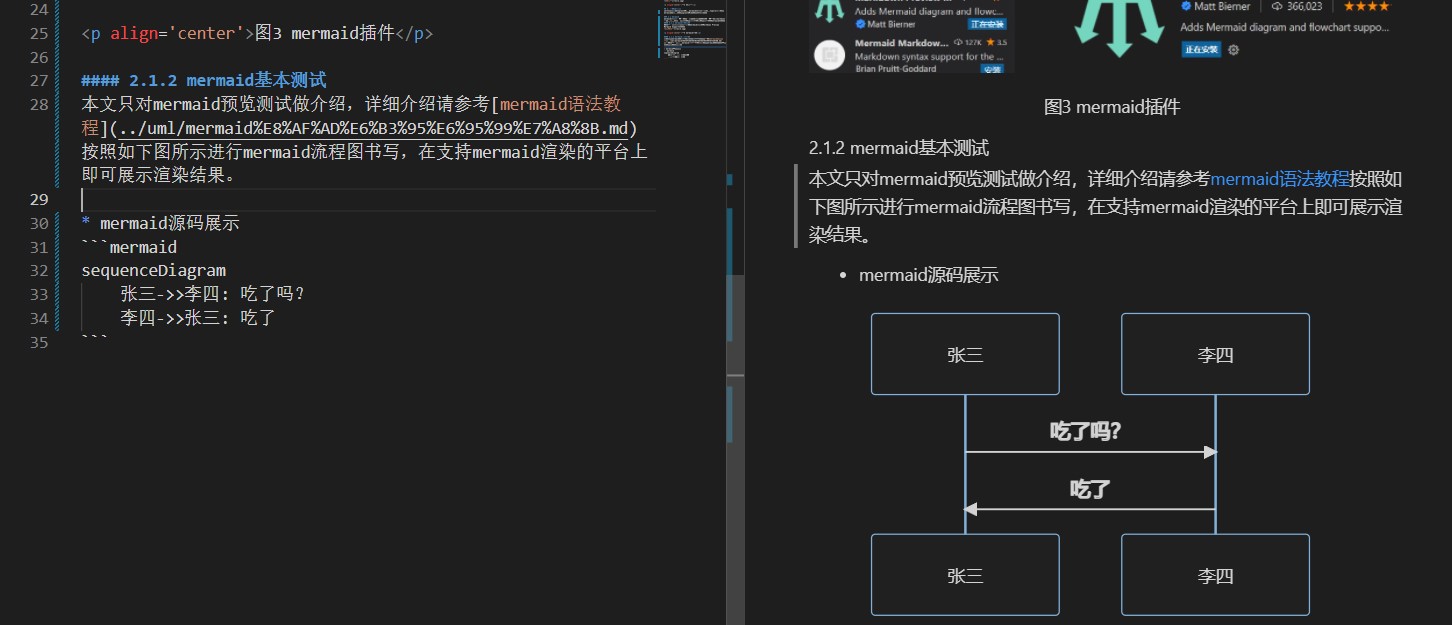 24
25 <p align='center'>图3 mermaid插件</p>
26
27 #### 2.1.2 mermaid基本测试
28 本文只对mermaid预览测试做介绍，详细介绍请参考[mermaid语法教
程](../uml/mermaid%E8%AF%AD%E6%B3%95%E6%95%99%E7%A8%8B.md)
按照如下图所示进行mermaid流程图书写，在支持mermaid渲染的平台上
即可展示渲染结果。
29
30 * mermaid源码展示
31 ```mermaid
32 sequenceDiagram
33 张三->>李四: 吃了吗?
34 李四->>张三: 吃了
35 ```
Adds Mermaid diagram and flowc...
Matt Bierner 正在安装
Mermaid Markdow... 127K ★ 3.5
Markdown syntax support for the ...
Brian Pruitt-Goddard 安装
Matt Bierner | 366,023 | ★★★★★
Adds Mermaid diagram and flowchart suppo...
正在安装
图3 mermaid插件
2.1.2 mermaid基本测试
本文只对mermaid预览测试做介绍，详细介绍请参考mermaid语法教程按照如
下图所示进行mermaid流程图书写，在支持mermaid渲染的平台上即可展示渲
染结果。
• mermaid源码展示
张三 李四
吃了吗?
吃了
张三 李四